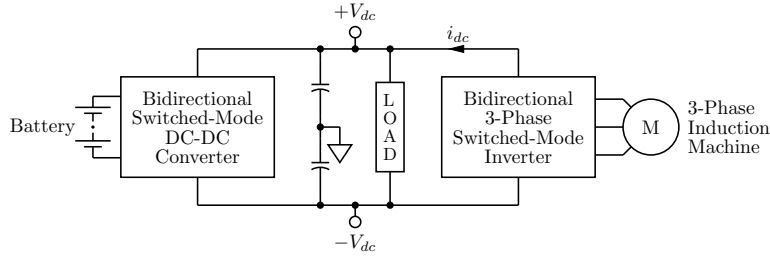 +V_dc
i_dc
Battery
Bidirectional
Switched-Mode
DC-DC
Converter
L
O
A
D
Bidirectional
3-Phase
Switched-Mode
Inverter
M
3-Phase
Induction
Machine
−V_dc